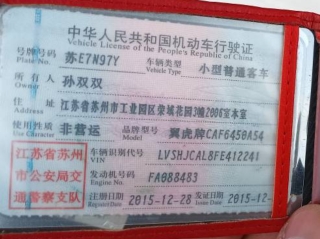 中华人民共和国机动车行驶证
Vehicle License of the People's Republic of China
号牌号码 苏E7N97Y 车辆类型 小型普通客车
Plate No. Vehicle Type
所有人 孙双双
Owner
住址 江苏省苏州市工业园区荣域花园3幢2006室本室
Address
使用性质 非营运 品牌型号 翼虎牌CAF6450A54
Use Character Model
江苏省苏州市公安局交通警察支队
车辆识别代号 LVSHJCAL8FE412241
VIN
发动机号码 FA088483
Engine No.
注册日期 2015-12-28 发证日期 2015-12-
Register Date Issue Date